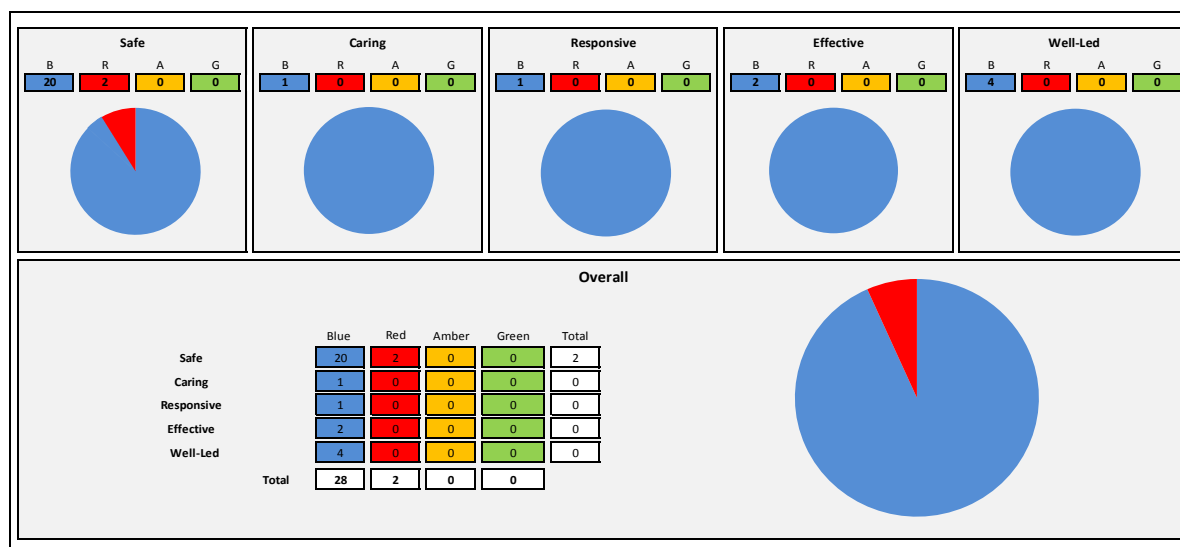 Safe Caring Responsive Effective Well-Led
B R A G B R A G B R A G B R A G B R A G
20 2 0 0 1 0 0 0 1 0 0 0 2 0 0 0 4 0 0 0
Overall
Blue Red Amber Green Total
Safe 20 2 0 0 2
Caring 1 0 0 0 0
Responsive 1 0 0 0 0
Effective 2 0 0 0 0
Well-Led 4 0 0 0 0
Total 28 2 0 0